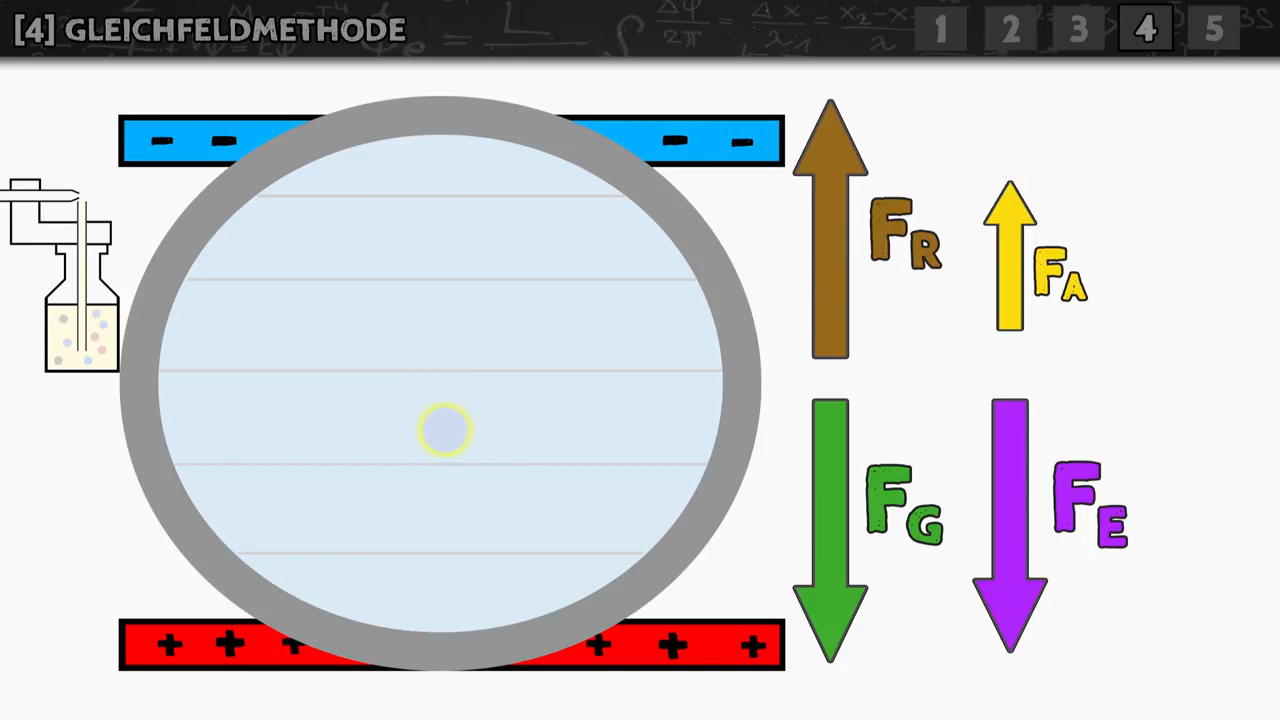 [4] GLEICHFELDMETHODE
1 2 3 4 5
- - - -
FR
FA
FG
FE
+ + + + + +